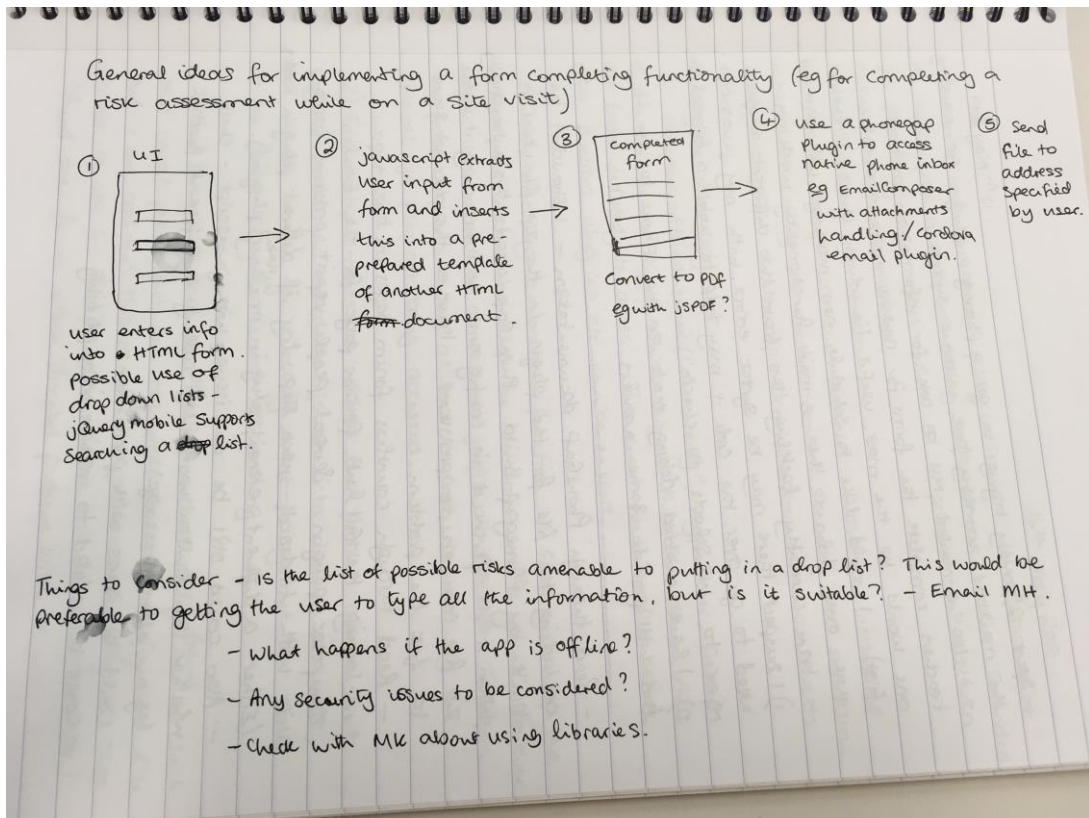 General ideas for implementing a form completing functionality (eg for completing a
risk assessment while on a site visit)
①
UI
user enters info
into HTML form.
possible use of
drop down lists -
jQuery mobile supports
searching a drop list.
②
javascript extracts
user input from
form and inserts
this into a pre-
prepared template
of another HTML
form document.
③
completed
form
Convert to PDF
eg with jsPDF?
④
use a phonegap
plugin to access
native phone inbox
eg EmailComposer
with attachments
handling/Cordova
email plugin.
⑤
Send
file to
address
specified
by user.
Things to consider - Is the list of possible risks amenable to putting in a drop list? This would be
preferable to getting the user to type all the information, but is it suitable? - Email MH.
- What happens if the app is offline?
- Any security issues to be considered?
- Check with MK about using libraries.